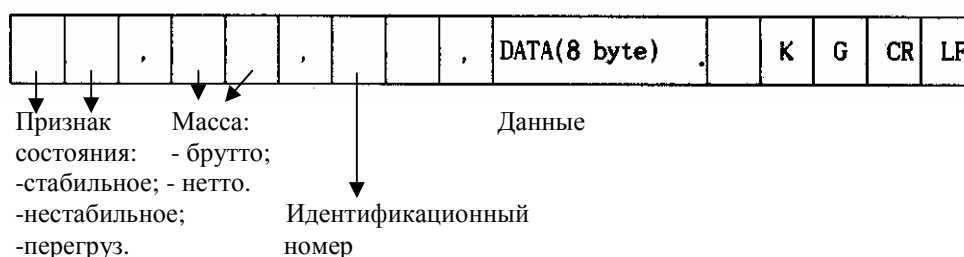 , , , DATA(8 byte) . K G CR LF
Признак Масса: Данные
состояния: - брутто;
-стабильное; - нетто.
-нестабильное; Идентификационный
-перегруз. номер